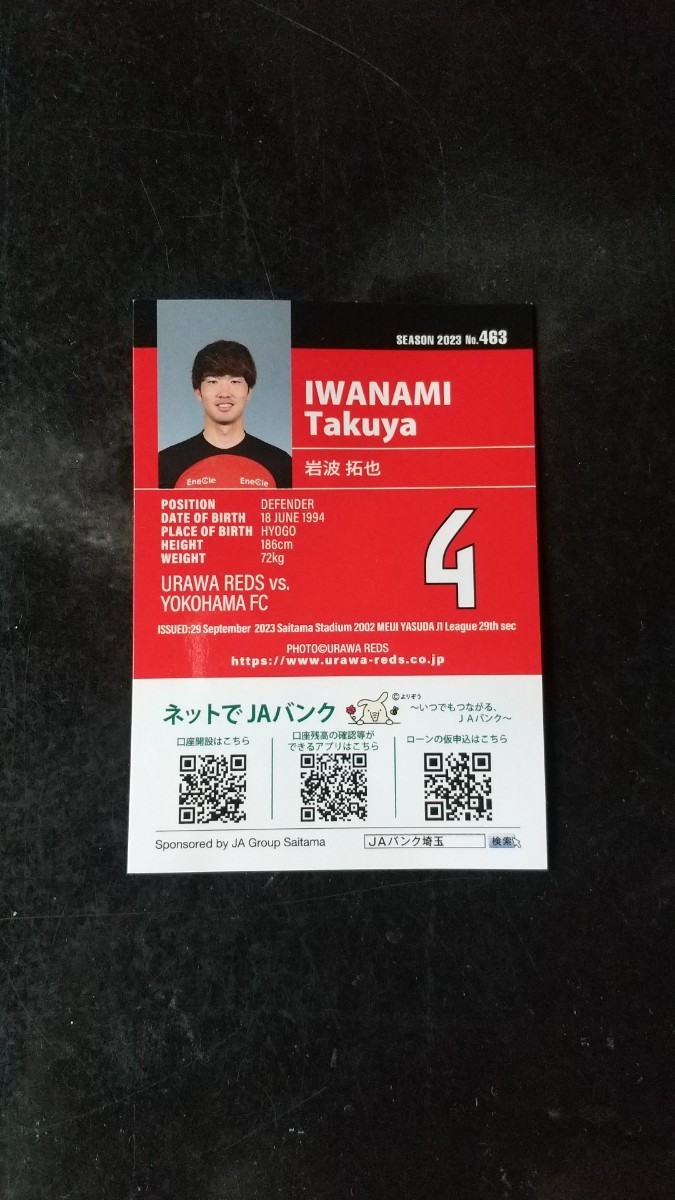 SEASON 2023 No.463
IWANAMI
Takuya
岩波 拓也
EneCle EneCle
POSITION DEFENDER
DATE OF BIRTH 18 JUNE 1994
PLACE OF BIRTH HYOGO
HEIGHT 186cm
WEIGHT 72kg
4
URAWA REDS vs.
YOKOHAMA FC
ISSUED:29 September 2023 Saitama Stadium 2002 MEIJI YASUDA J1 League 29th sec
PHOTO©URAWA REDS
https://www.urawa-reds.co.jp
ネットで JAバンク
©よりぞう
～いつでもつながる、
ＪＡバンク～
口座開設はこちら
口座残高の確認等が
できるアプリはこちら
ローンの仮申込はこちら
Sponsored by JA Group Saitama
ＪＡバンク埼玉 検索